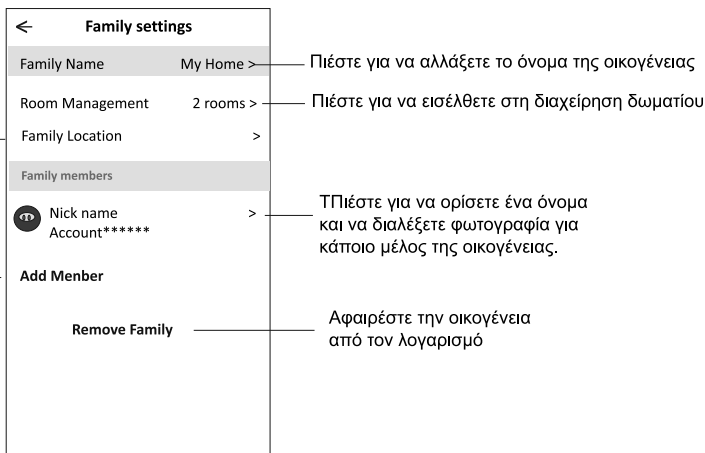 < Family settings
Family Name My Home > Πιέστε για να αλλάξετε το όνομα της οικογένειας
Room Management 2 rooms > Πιέστε για να εισέλθετε στη διαχείρηση δωματίου
Family Location >
Family members
Nick name > ΤΠιέστε για να ορίσετε ένα όνομα
Account****** και να διαλέξετε φωτογραφία για
κάποιο μέλος της οικογένειας.
Add Menber
Remove Family Αφαιρέστε την οικογένεια
από τον λογαρισμό